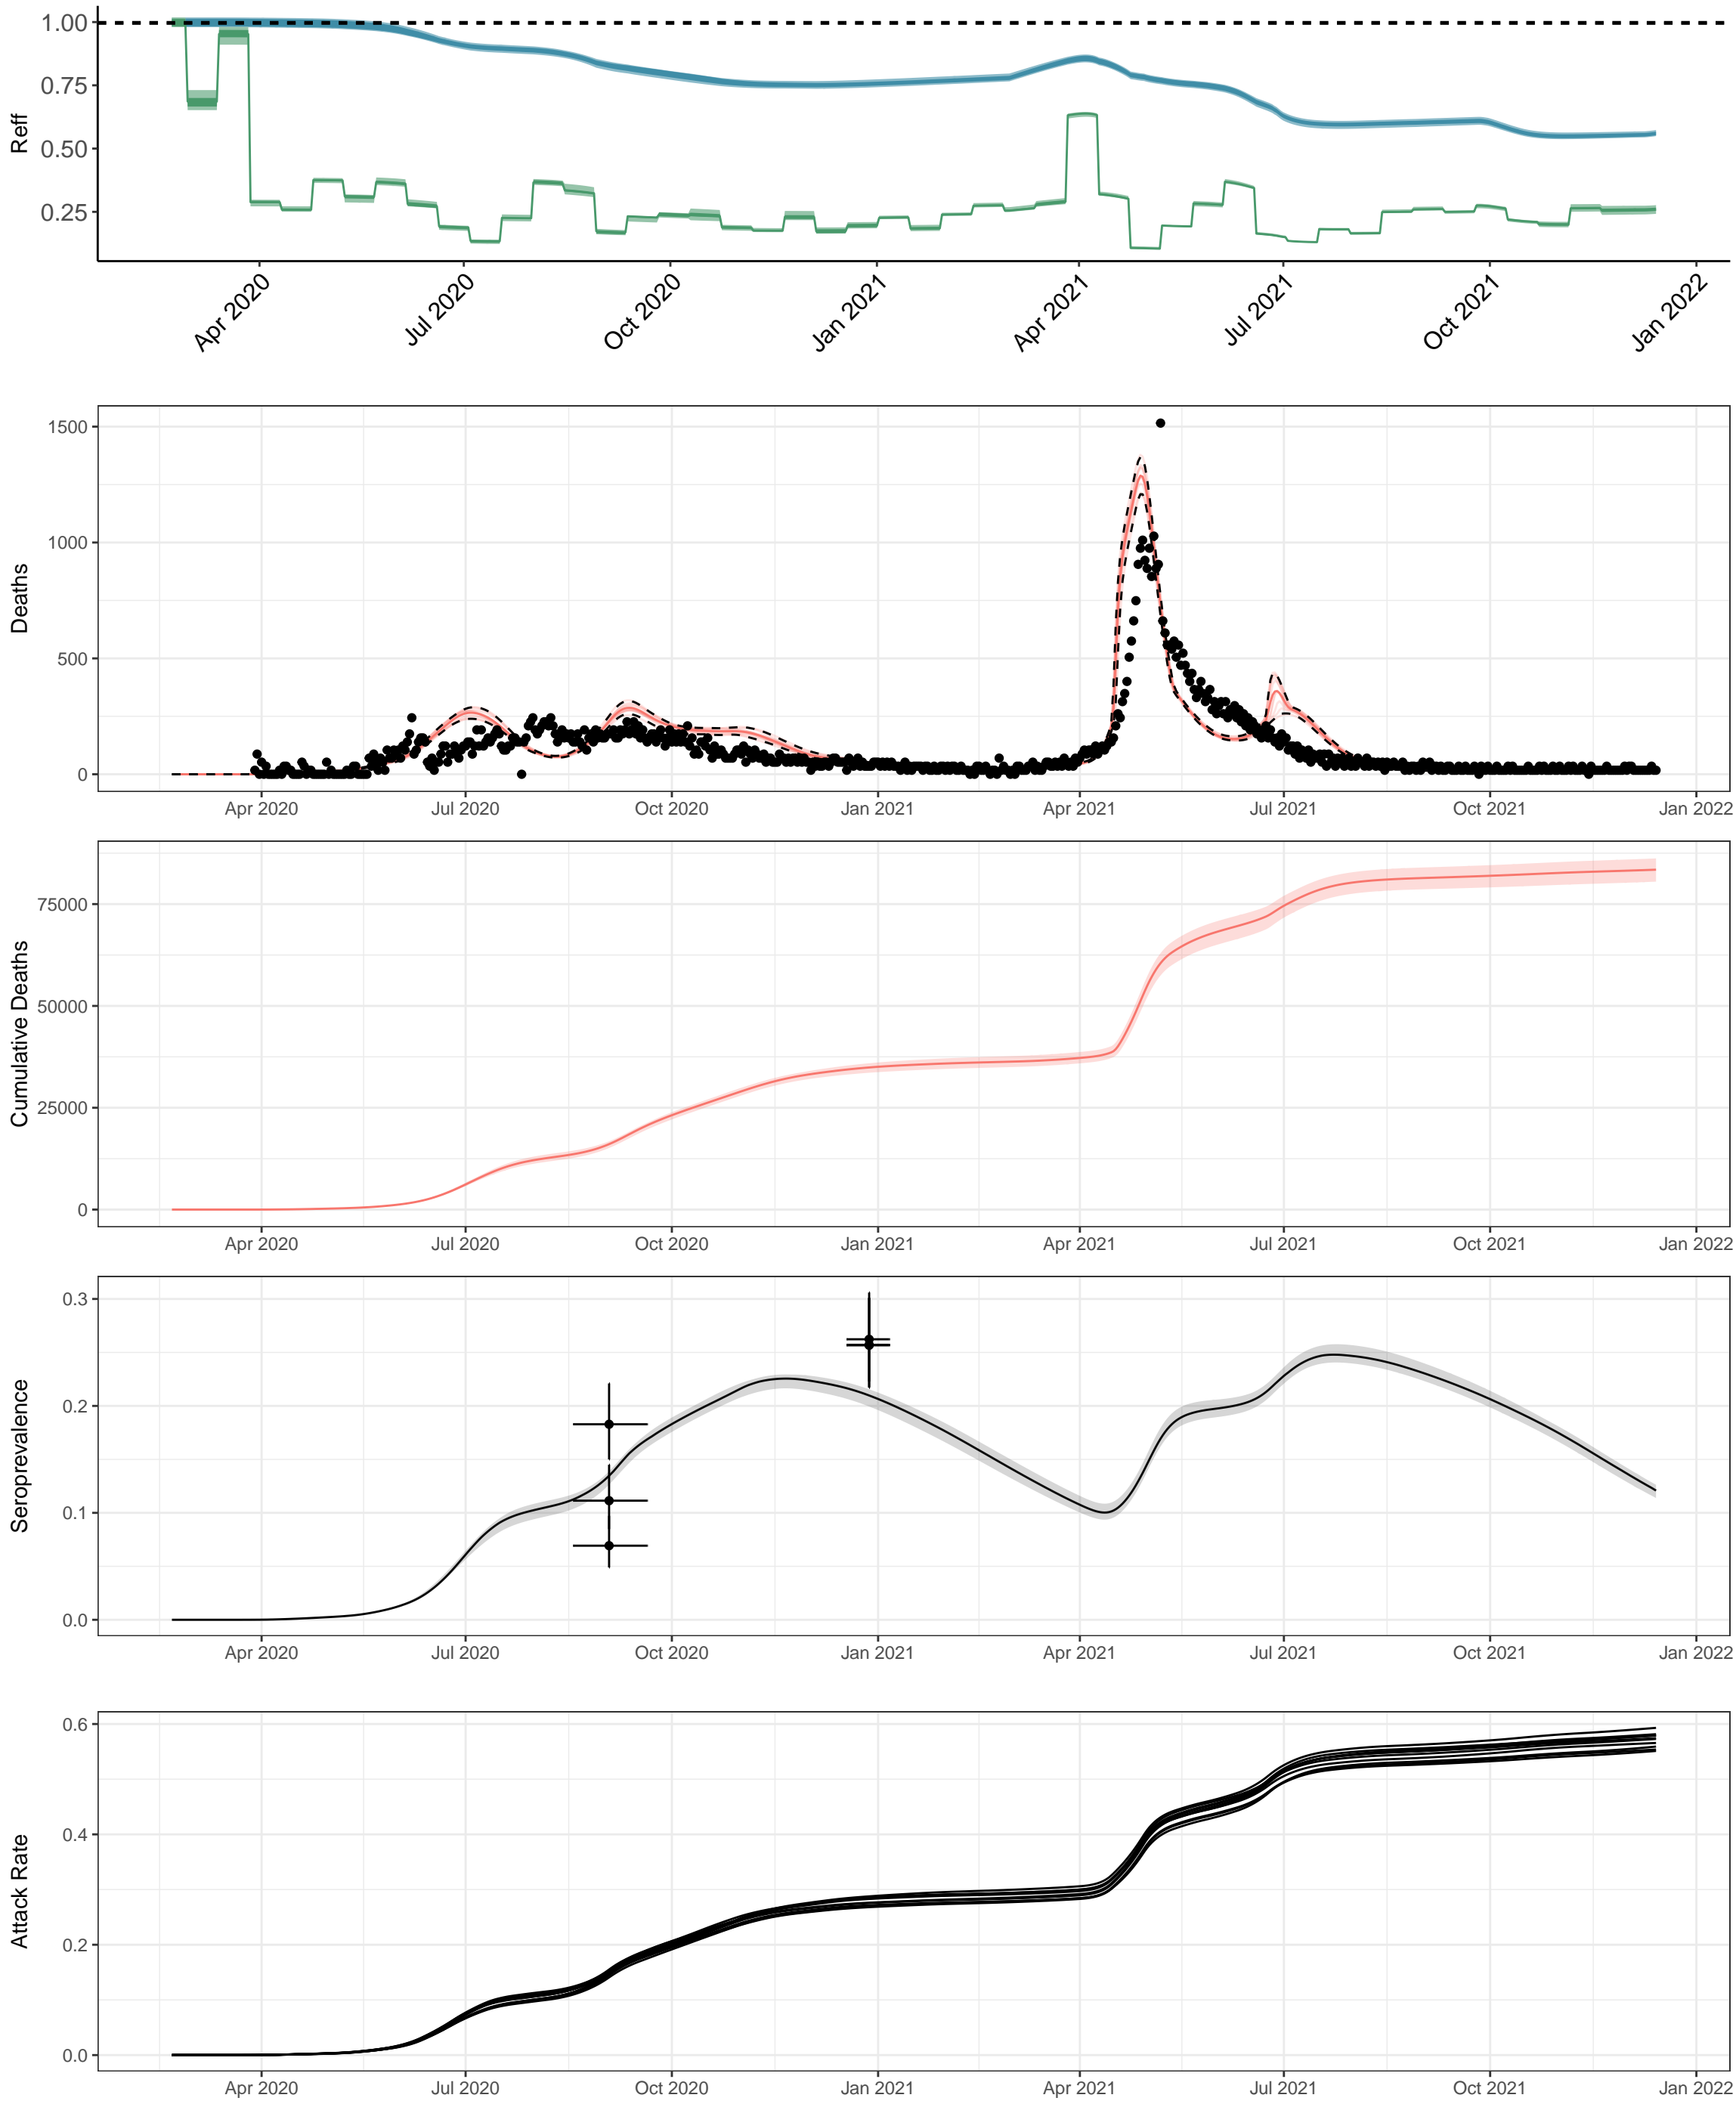 Reff
1.00
0.75
0.50
0.25
Apr 2020
Jul 2020
Oct 2020
Jan 2021
Apr 2021
Jul 2021
Oct 2021
Jan 2022
Deaths
1500
1000
500
0
Apr 2020
Jul 2020
Oct 2020
Jan 2021
Apr 2021
Jul 2021
Oct 2021
Jan 2022
Cumulative Deaths
75000
50000
25000
0
Apr 2020
Jul 2020
Oct 2020
Jan 2021
Apr 2021
Jul 2021
Oct 2021
Jan 2022
Seroprevalence
0.3
0.2
0.1
0.0
Apr 2020
Jul 2020
Oct 2020
Jan 2021
Apr 2021
Jul 2021
Oct 2021
Jan 2022
Attack Rate
0.6
0.4
0.2
0.0
Apr 2020
Jul 2020
Oct 2020
Jan 2021
Apr 2021
Jul 2021
Oct 2021
Jan 2022